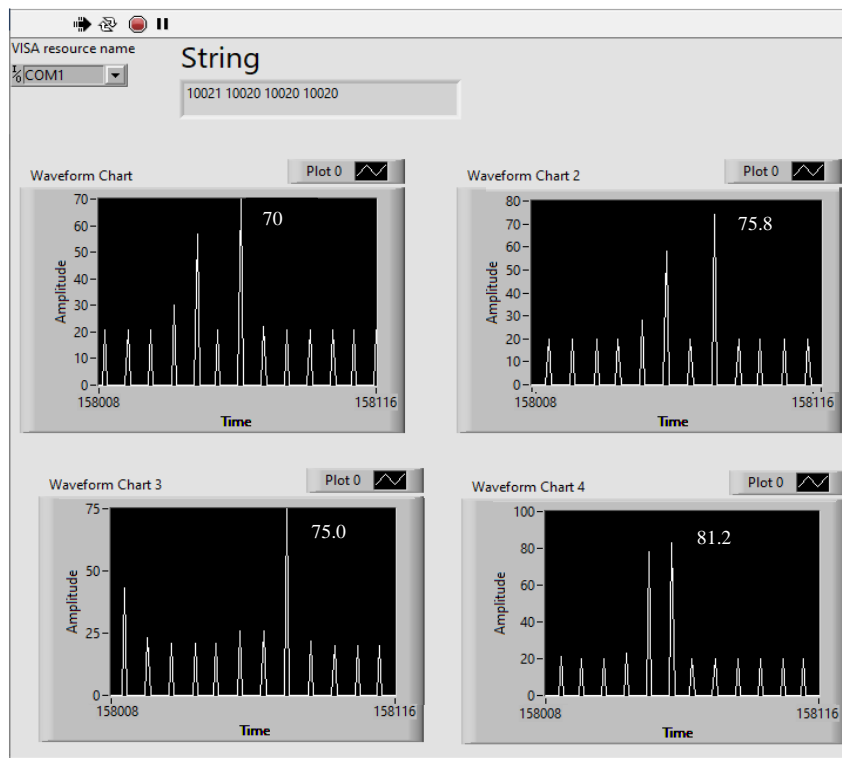 VISA resource name
String
COM1
10021 10020 10020 10020
Waveform Chart
Plot 0
70
60
50
40
30
20
10
0
Amplitude
70
158008
158116
Time
Waveform Chart 2
Plot 0
80
70
60
50
40
30
20
10
0
Amplitude
75.8
158008
158116
Time
Waveform Chart 3
Plot 0
75
50
25
0
Amplitude
75.0
158008
158116
Time
Waveform Chart 4
Plot 0
100
80
60
40
20
0
Amplitude
81.2
158008
158116
Time